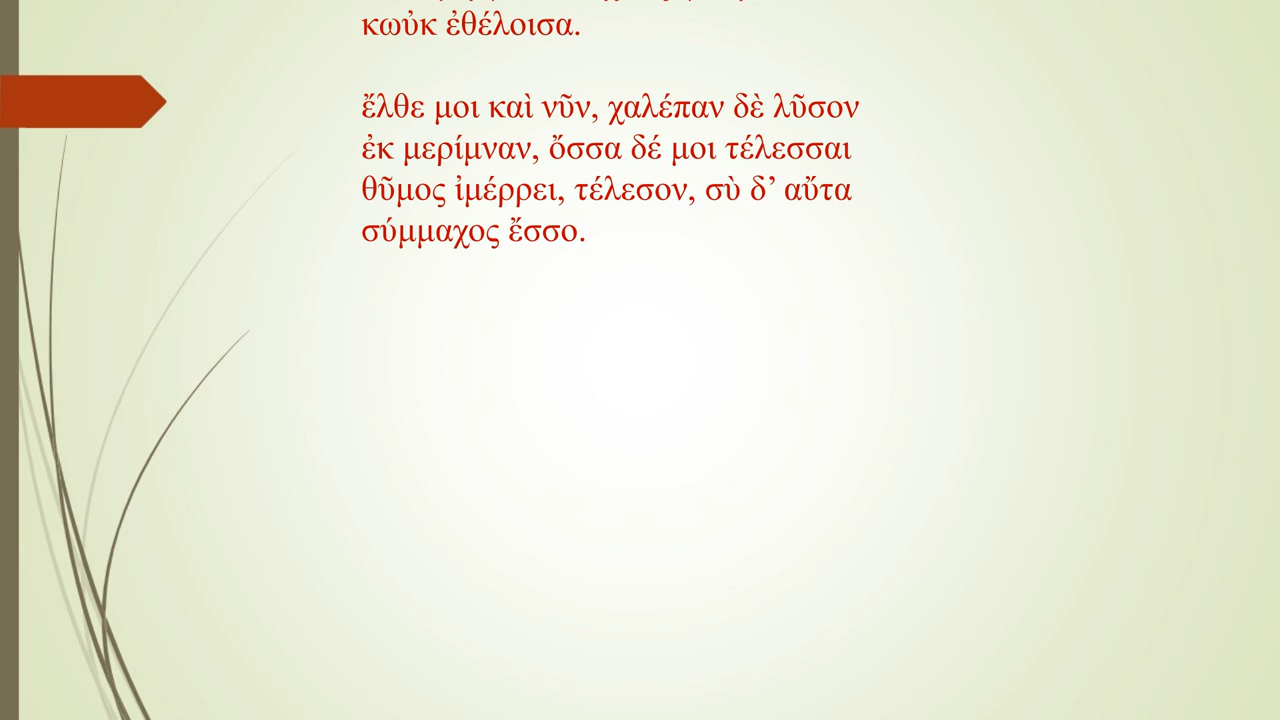 κωὐκ ἐθέλοισα.
ἔλθε μοι καὶ νῦν, χαλέπαν δὲ λῦσον
ἐκ μερίμναν, ὄσσα δέ μοι τέλεσσαι
θῦμος ἰμέρρει, τέλεσον, σὺ δ’ αὔτα
σύμμαχος ἔσσο.